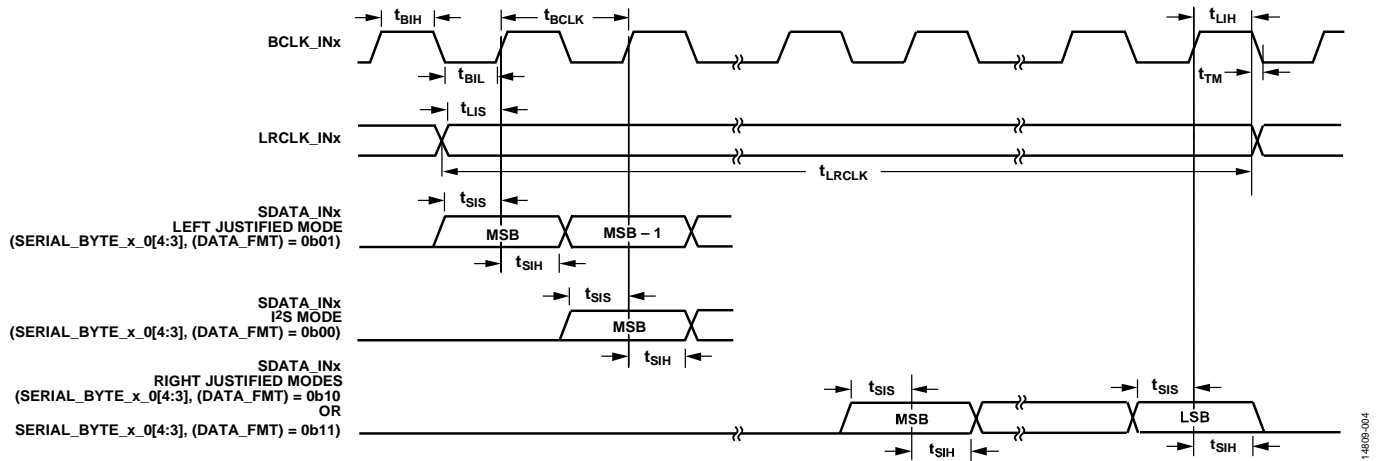 tBIH
tBCLK
tLIH
BCLK_INx
tBIL
tTM
tLIS
LRCLK_INx
tLRCLK
SDATA_INx
LEFT JUSTIFIED MODE
(SERIAL_BYTE_x_0[4:3], (DATA_FMT) = 0b01)
tSIS
MSB
MSB – 1
tSIH
SDATA_INx
I²S MODE
(SERIAL_BYTE_x_0[4:3], (DATA_FMT) = 0b00)
tSIS
MSB
tSIH
SDATA_INx
RIGHT JUSTIFIED MODES
(SERIAL_BYTE_x_0[4:3], (DATA_FMT) = 0b10
OR
SERIAL_BYTE_x_0[4:3], (DATA_FMT) = 0b11)
tSIS
tSIS
MSB
LSB
tSIH
tSIH
14809-004